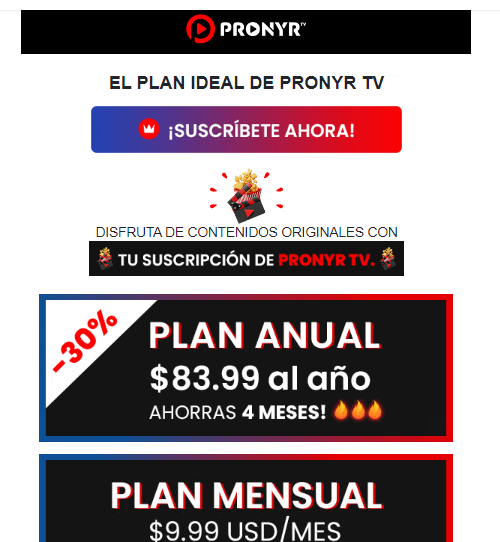 PRONYR TV
EL PLAN IDEAL DE PRONYR TV
¡SUSCRÍBETE AHORA!
DISFRUTA DE CONTENIDOS ORIGINALES CON
TU SUSCRIPCIÓN DE PRONYR TV.
-30%
PLAN ANUAL
$83.99 al año
AHORRAS 4 MESES!
PLAN MENSUAL
$9.99 USD/MES